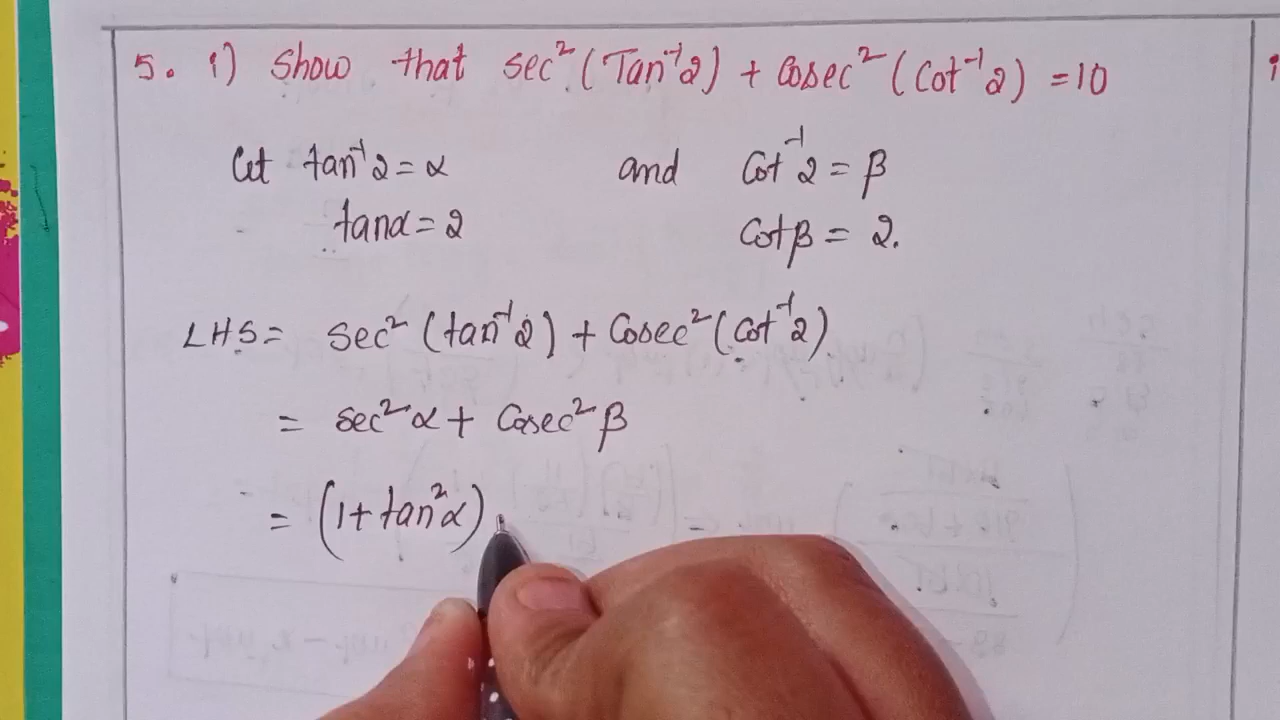 5. i) Show that sec²(Tan⁻¹2) + Cosec²(Cot⁻¹2) = 10
Let tan⁻¹2 = α and Cot⁻¹2 = β
tanα = 2 Cotβ = 2.
LHS = sec²(tan⁻¹2) + Cosec²(Cot⁻¹2)
= sec²α + Cosec²β
= (1 + tan²α)